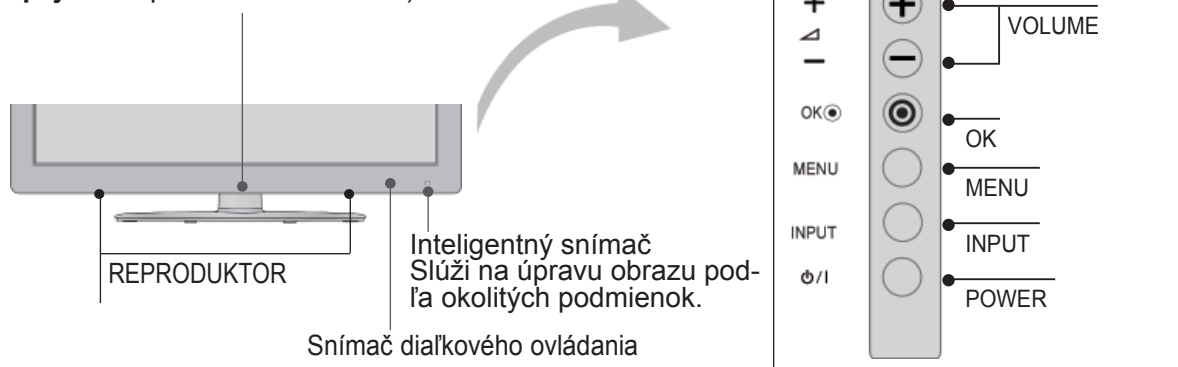 REPRODUKTOR
Inteligentný snímač
Slúži na úpravu obrazu pod-
ľa okolitých podmienok.
Snímač diaľkového ovládania
+
-
OK
MENU
INPUT
/I
VOLUME
OK
MENU
INPUT
POWER